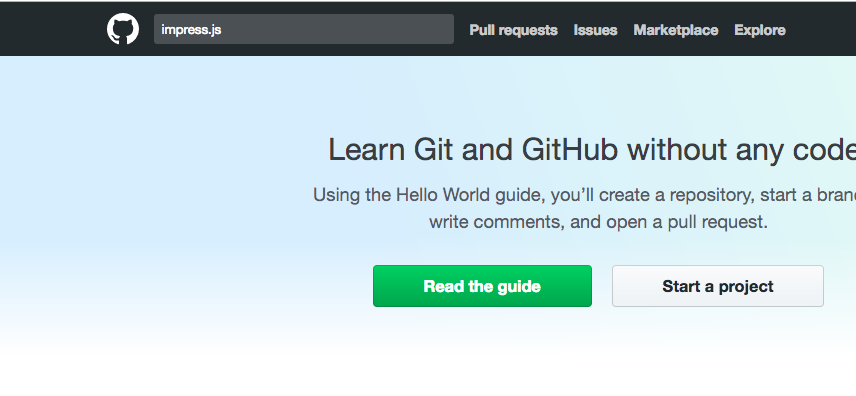 impress.js Pull requests Issues Marketplace Explore
Learn Git and GitHub without any code
Using the Hello World guide, you’ll create a repository, start a
write comments, and open a pull request.
Read the guide Start a project